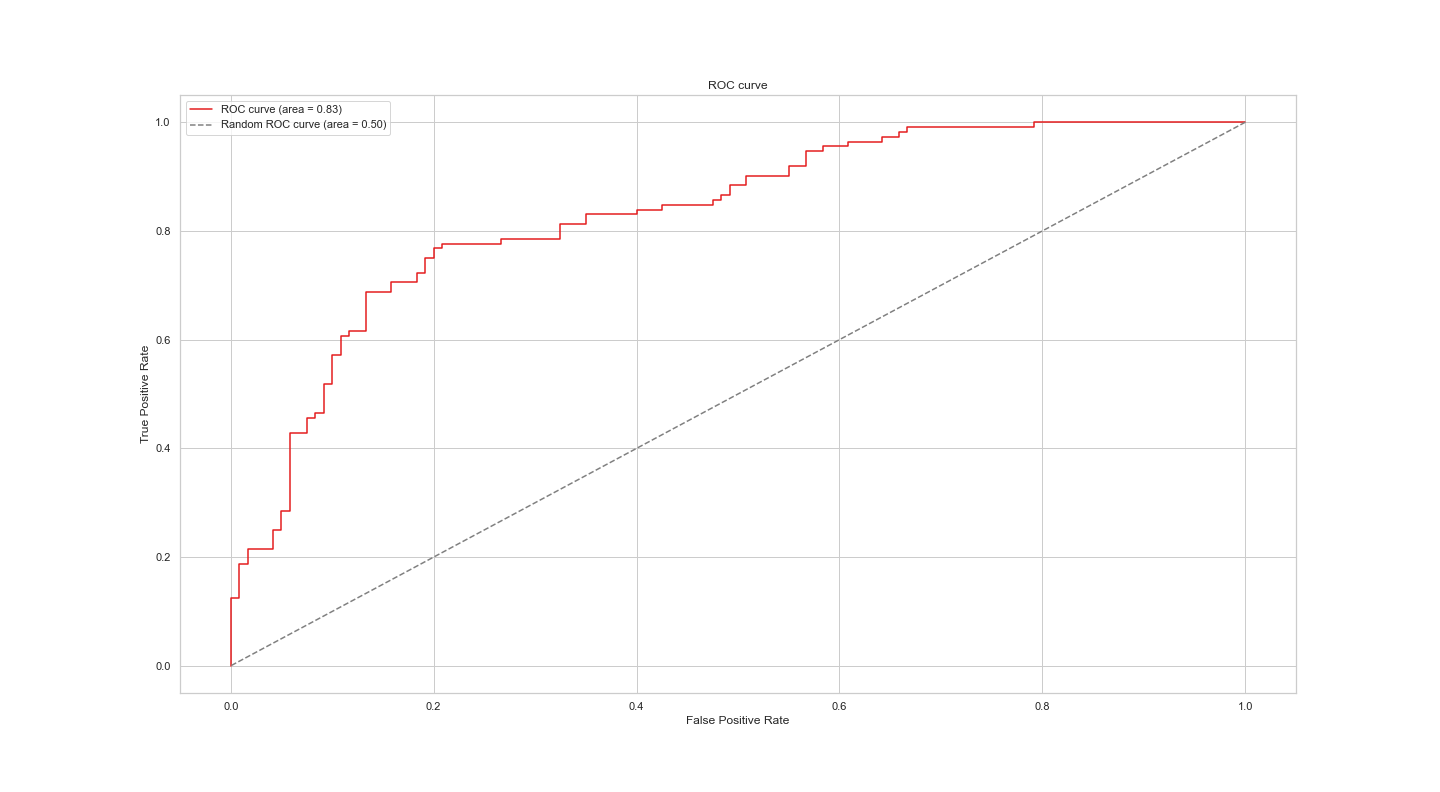 ROC curve
ROC curve (area = 0.83)
Random ROC curve (area = 0.50)
1.0
0.8
0.6
0.4
0.2
0.0
True Positive Rate
0.0 0.2 0.4 0.6 0.8 1.0
False Positive Rate